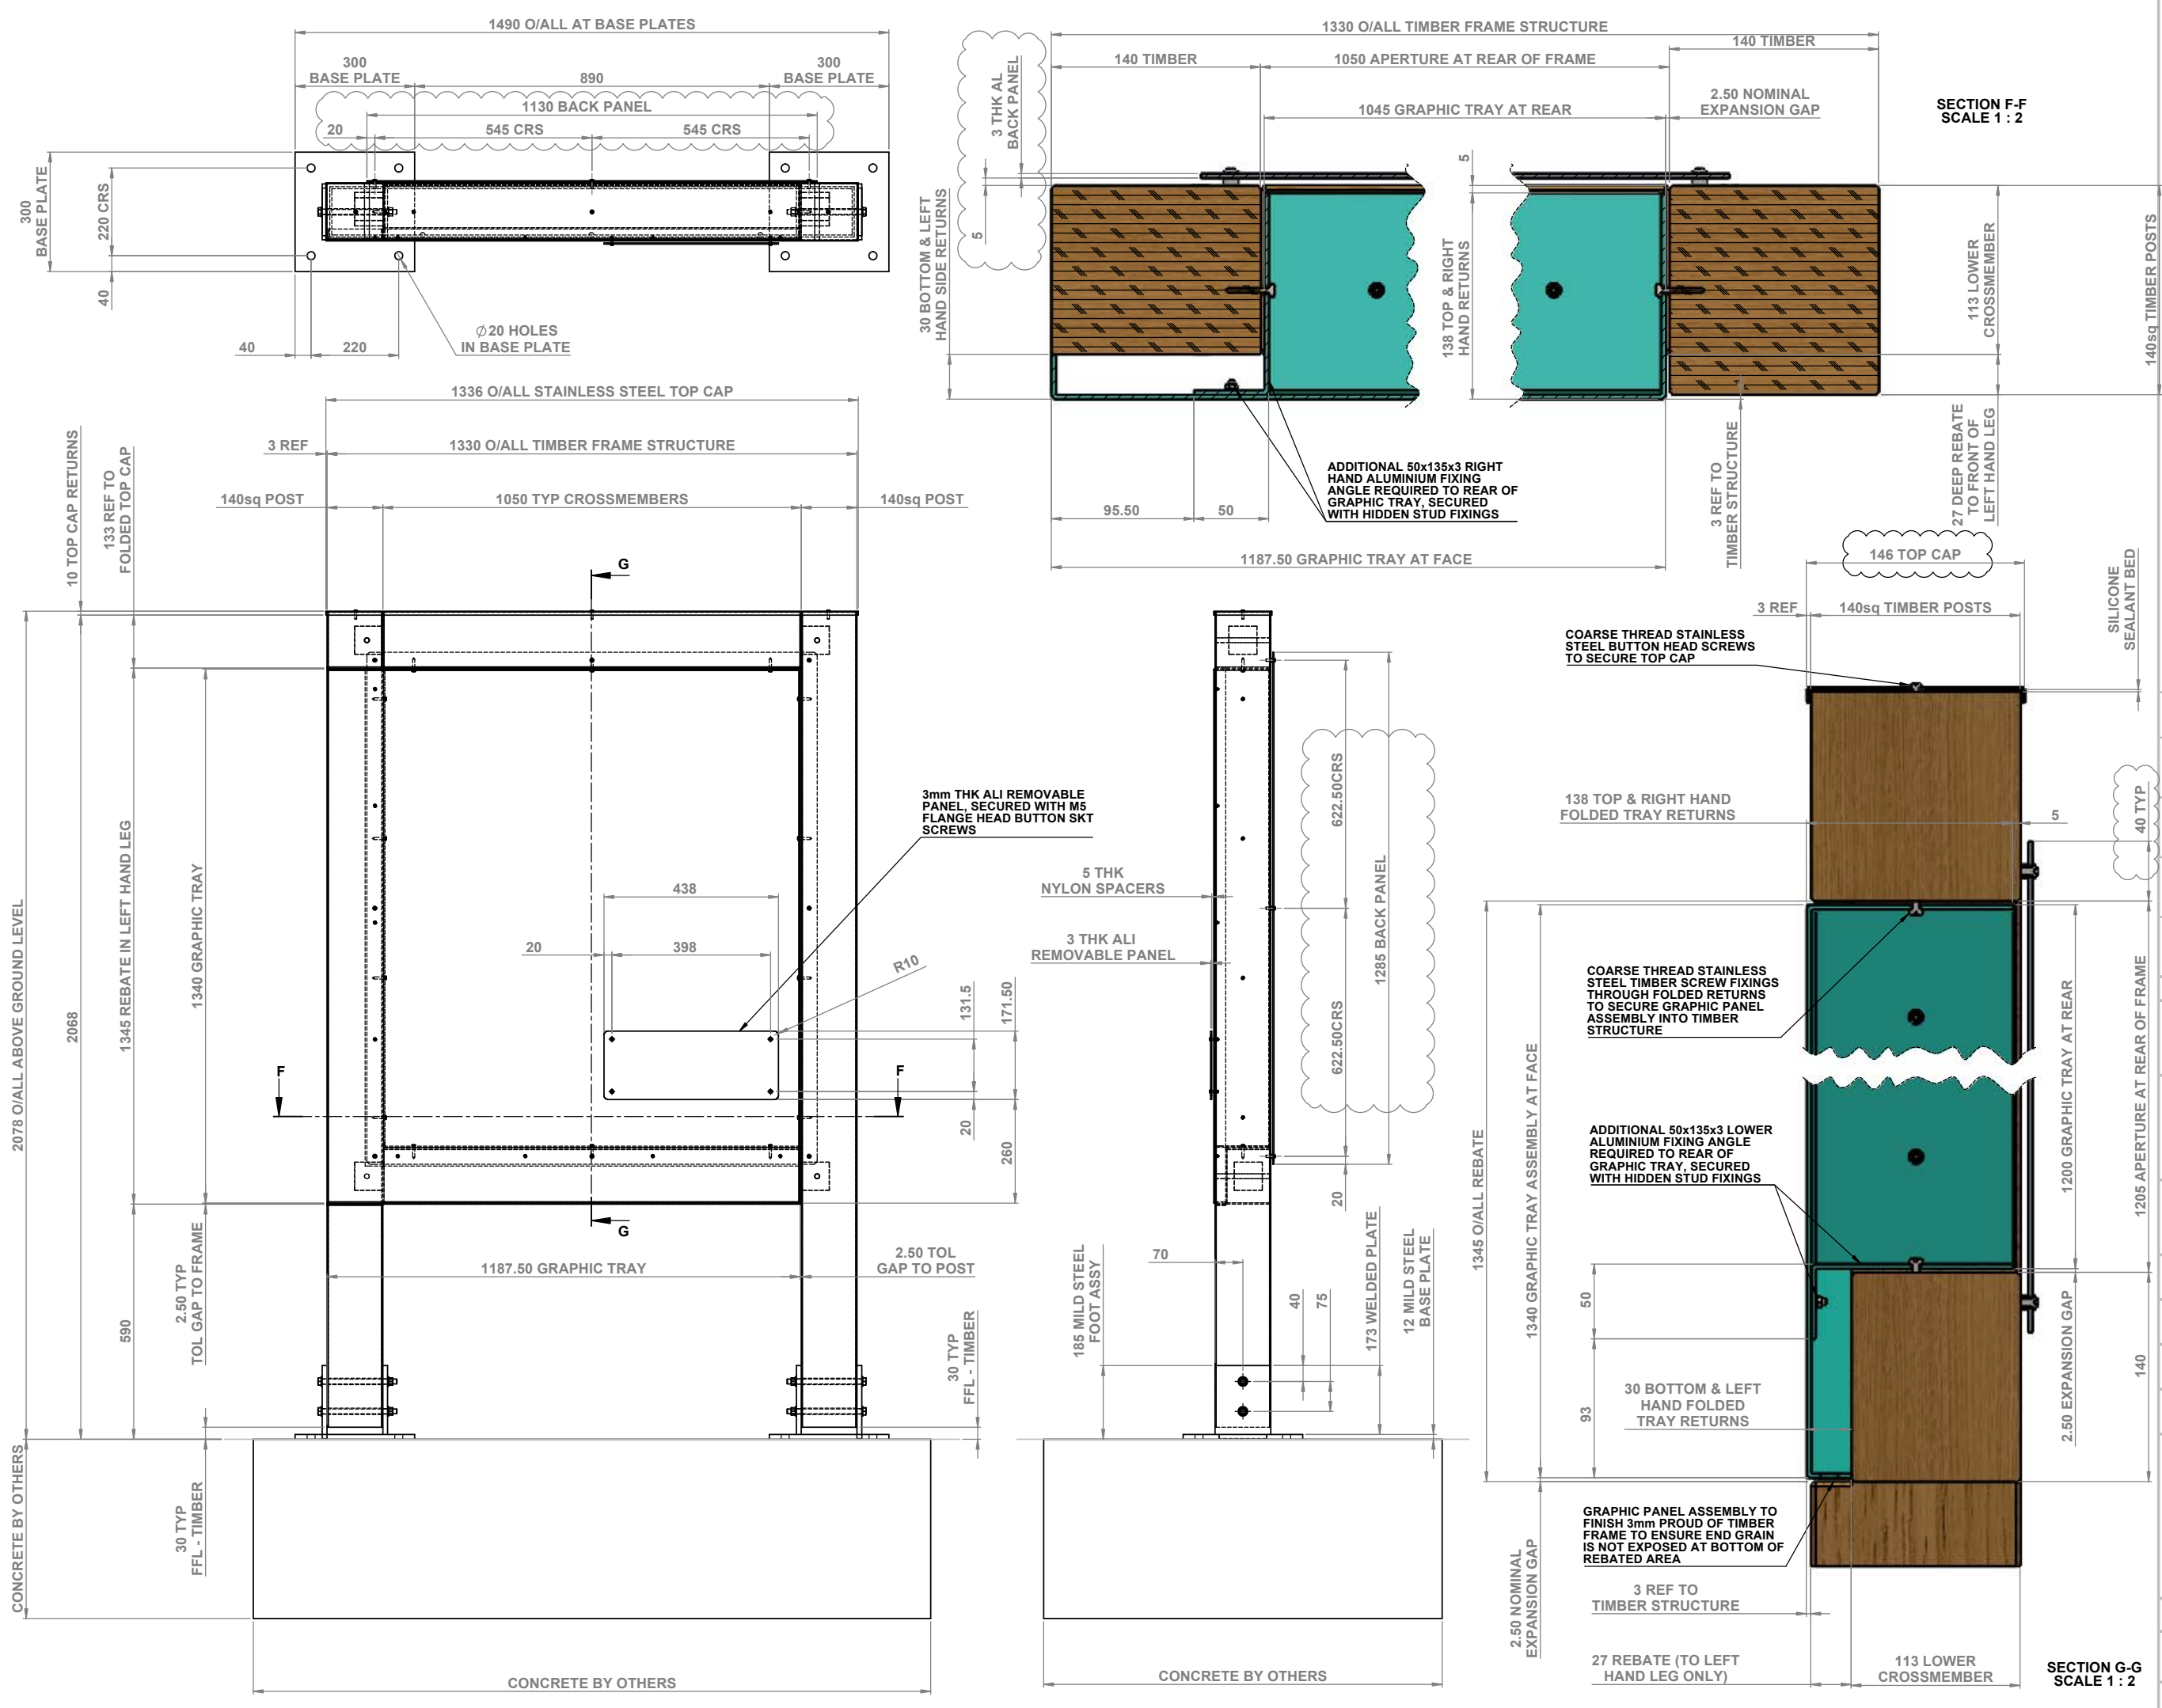 1490 O/ALL AT BASE PLATES
300
BASE PLATE
890
300
BASE PLATE
1130 BACK PANEL
20
545 CRS
545 CRS
300
BASE PLATE
220 CRS
40
40
220
Ø20 HOLES
IN BASE PLATE
1330 O/ALL TIMBER FRAME STRUCTURE
140 TIMBER
140 TIMBER
1050 APERTURE AT REAR OF FRAME
3 THK AL
BACK PANEL
1045 GRAPHIC TRAY AT REAR
2.50 NOMINAL
EXPANSION GAP
SECTION F-F
SCALE 1 : 2
5
5
30 BOTTOM & LEFT
HAND SIDE RETURNS
138 TOP & RIGHT
HAND RETURNS
113 LOWER
CROSSMEMBER
140sq TIMBER POSTS
27 DEEP REBATE
TO FRONT OF
LEFT HAND LEG
3 REF TO
TIMBER STRUCTURE
ADDITIONAL 50x135x3 RIGHT
HAND ALUMINIUM FIXING
ANGLE REQUIRED TO REAR OF
GRAPHIC TRAY, SECURED
WITH HIDDEN STUD FIXINGS
95.50
50
1187.50 GRAPHIC TRAY AT FACE
1336 O/ALL STAINLESS STEEL TOP CAP
3 REF
1330 O/ALL TIMBER FRAME STRUCTURE
140sq POST
1050 TYP CROSSMEMBERS
140sq POST
10 TOP CAP RETURNS
133 REF TO
FOLDED TOP CAP
G
2078 O/ALL ABOVE GROUND LEVEL
2068
1345 REBATE IN LEFT HAND LEG
1340 GRAPHIC TRAY
3mm THK ALI REMOVABLE
PANEL, SECURED WITH M5
FLANGE HEAD BUTTON SKT
SCREWS
438
20
398
R10
131.5
171.50
20
260
F
F
G
1187.50 GRAPHIC TRAY
2.50 TOL
GAP TO POST
590
2.50 TYP
TOL GAP TO FRAME
30 TYP
FFL - TIMBER
30 TYP
FFL - TIMBER
CONCRETE BY OTHERS
CONCRETE BY OTHERS
5 THK
NYLON SPACERS
3 THK ALI
REMOVABLE PANEL
622.50CRS
622.50CRS
1285 BACK PANEL
20
70
185 MILD STEEL
FOOT ASSY
40
75
173 WELDED PLATE
12 MILD STEEL
BASE PLATE
CONCRETE BY OTHERS
146 TOP CAP
3 REF
140sq TIMBER POSTS
SILICONE
SEALANT BED
COARSE THREAD STAINLESS
STEEL BUTTON HEAD SCREWS
TO SECURE TOP CAP
138 TOP & RIGHT HAND
FOLDED TRAY RETURNS
5
40 TYP
COARSE THREAD STAINLESS
STEEL TIMBER SCREW FIXINGS
THROUGH FOLDED RETURNS
TO SECURE GRAPHIC PANEL
ASSEMBLY INTO TIMBER
STRUCTURE
1345 O/ALL REBATE
1340 GRAPHIC TRAY ASSEMBLY AT FACE
1200 GRAPHIC TRAY AT REAR
1205 APERTURE AT REAR OF FRAME
ADDITIONAL 50x135x3 LOWER
ALUMINIUM FIXING ANGLE
REQUIRED TO REAR OF
GRAPHIC TRAY, SECURED
WITH HIDDEN STUD FIXINGS
50
93
30 BOTTOM & LEFT
HAND FOLDED
TRAY RETURNS
2.50 EXPANSION GAP
140
GRAPHIC PANEL ASSEMBLY TO
FINISH 3mm PROUD OF TIMBER
FRAME TO ENSURE END GRAIN
IS NOT EXPOSED AT BOTTOM OF
REBATED AREA
2.50 NOMINAL
EXPANSION GAP
3 REF TO
TIMBER STRUCTURE
27 REBATE (TO LEFT
HAND LEG ONLY)
113 LOWER
CROSSMEMBER
SECTION G-G
SCALE 1 : 2